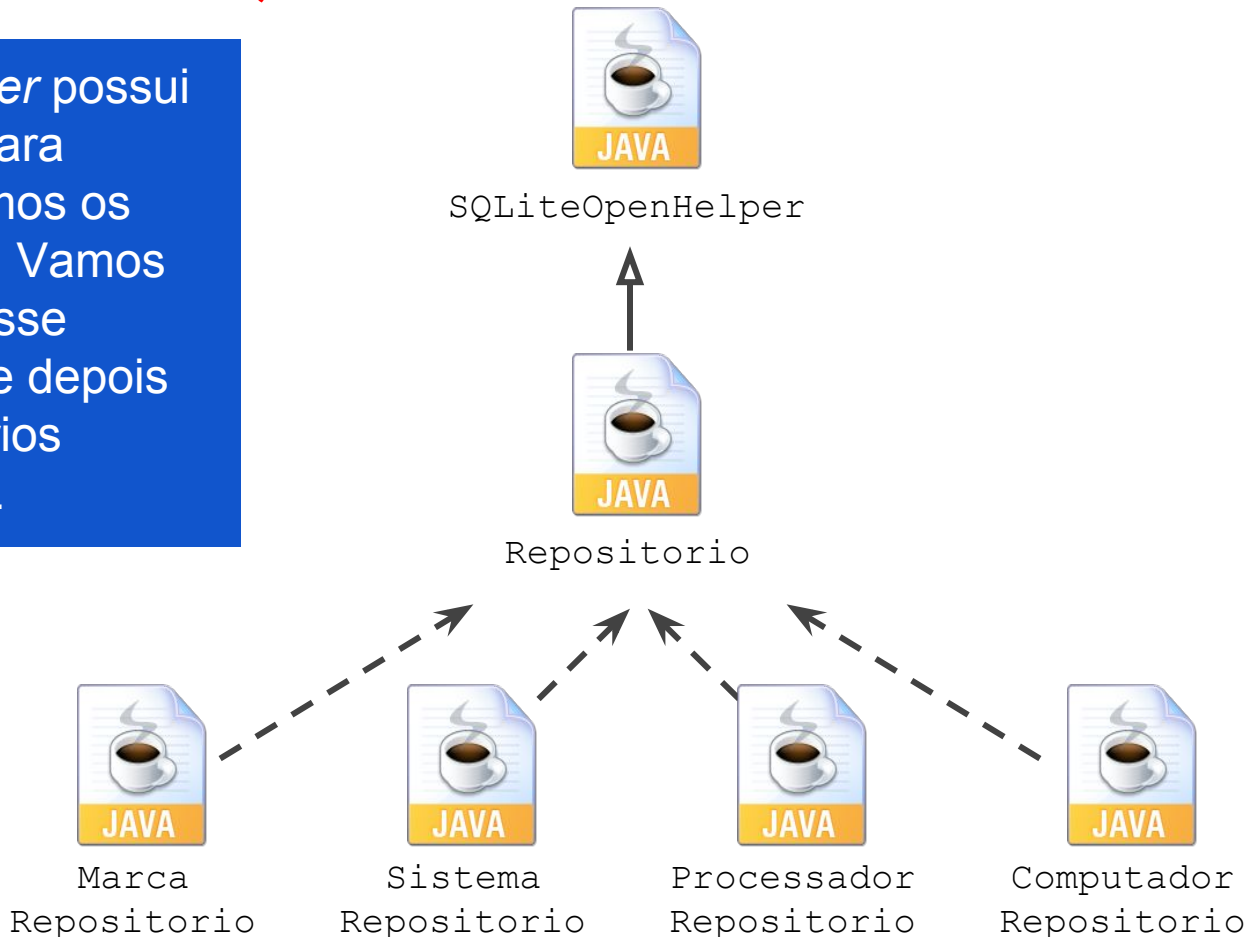 er possui
ara
nos os
Vamos
sse
e depois
ios
.
JAVA
SQLiteOpenHelper
JAVA
Repositorio
JAVA
JAVA
JAVA
JAVA
Marca
Repositorio
Sistema
Repositorio
Processador
Repositorio
Computador
Repositorio